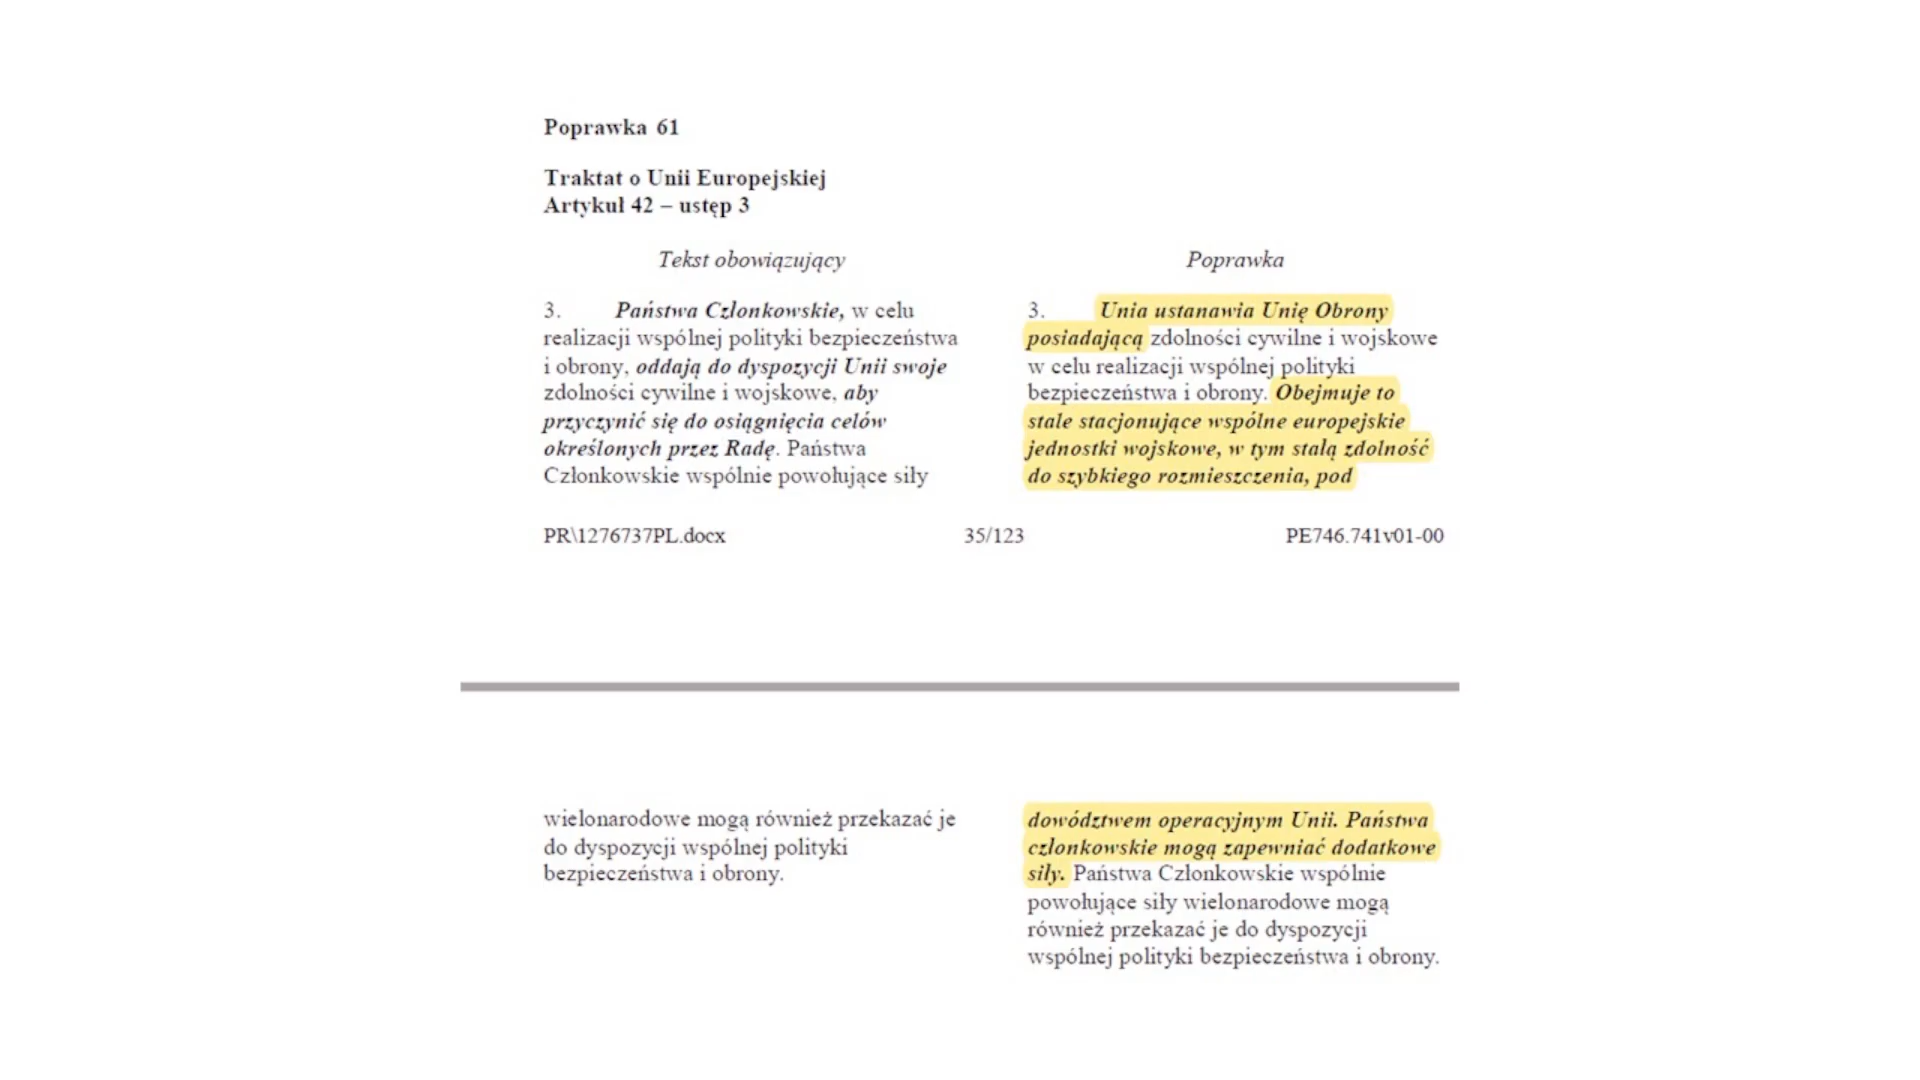 Poprawka 61
Traktat o Unii Europejskiej
Artykuł 42 – ustęp 3
Tekst obowiązujący
3. Państwa Członkowskie, w celu
realizacji wspólnej polityki bezpieczeństwa
i obrony, oddają do dyspozycji Unii swoje
zdolności cywilne i wojskowe, aby
przyczynić się do osiągnięcia celów
określonych przez Radę. Państwa
Członkowskie wspólnie powołujące siły
Poprawka
3. Unia ustanawia Unię Obrony
posiadającą zdolności cywilne i wojskowe
w celu realizacji wspólnej polityki
bezpieczeństwa i obrony. Obejmuje to
stale stacjonujące wspólne europejskie
jednostki wojskowe, w tym stałą zdolność
do szybkiego rozmieszczenia, pod
PR\1276737PL.docx 35/123 PE746.741v01-00
wielonarodowe mogą również przekazać je
do dyspozycji wspólnej polityki
bezpieczeństwa i obrony.
dowództwem operacyjnym Unii. Państwa
członkowskie mogą zapewniać dodatkowe
siły. Państwa Członkowskie wspólnie
powołujące siły wielonarodowe mogą
również przekazać je do dyspozycji
wspólnej polityki bezpieczeństwa i obrony.